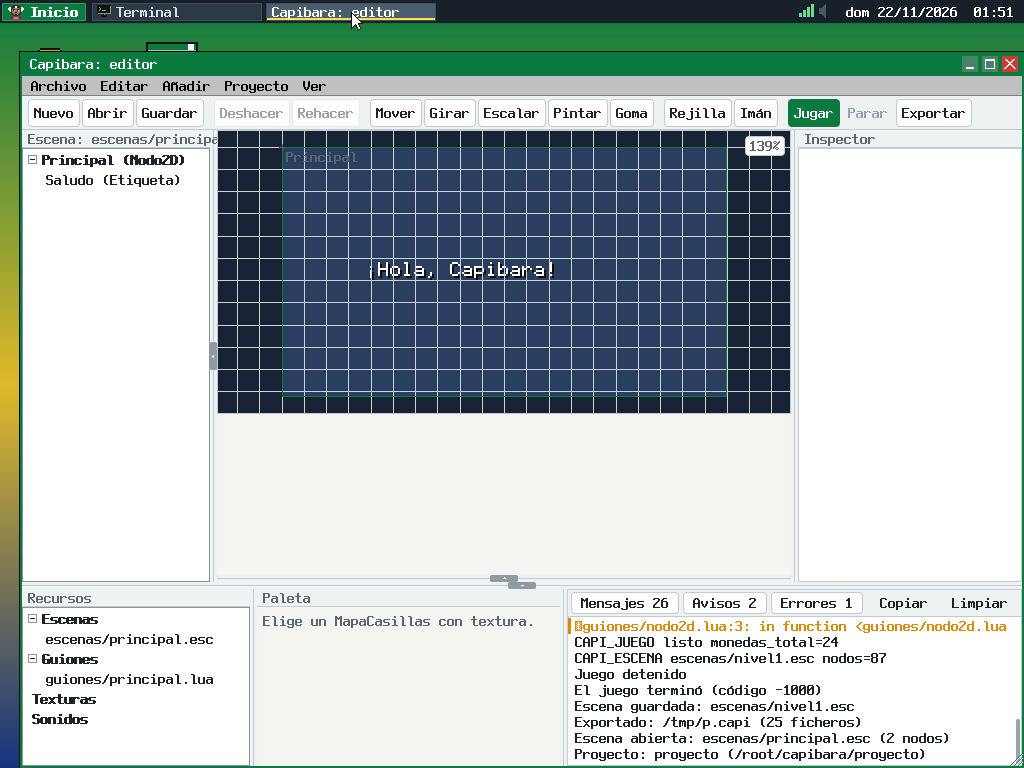 Inicio
Terminal
Capibara: editor
dom 22/11/2026 01:51
Capibara: editor
Archivo Editar Añadir Proyecto Ver
Nuevo Abrir Guardar Deshacer Rehacer Mover Girar Escalar Pintar Goma Rejilla Imán Jugar Parar Exportar
Escena: escenas/principa
Principal (Nodo2D)
Saludo (Etiqueta)
Principal
139%
¡Hola, Capibara!
Inspector
Recursos
Escenas
escenas/principal.esc
Guiones
guiones/principal.lua
Texturas
Sonidos
Paleta
Elige un MapaCasillas con textura.
Mensajes 26 Avisos 2 Errores 1 Copiar Limpiar
guiones/nodo2d.lua:3: in function <guiones/nodo2d.lua
CAPI_JUEGO listo monedas_total=24
CAPI_ESCENA escenas/nivel1.esc nodos=87
Juego detenido
El juego terminó (código -1000)
Escena guardada: escenas/nivel1.esc
Exportado: /tmp/p.capi (25 ficheros)
Escena abierta: escenas/principal.esc (2 nodos)
Proyecto: proyecto (/root/capibara/proyecto)